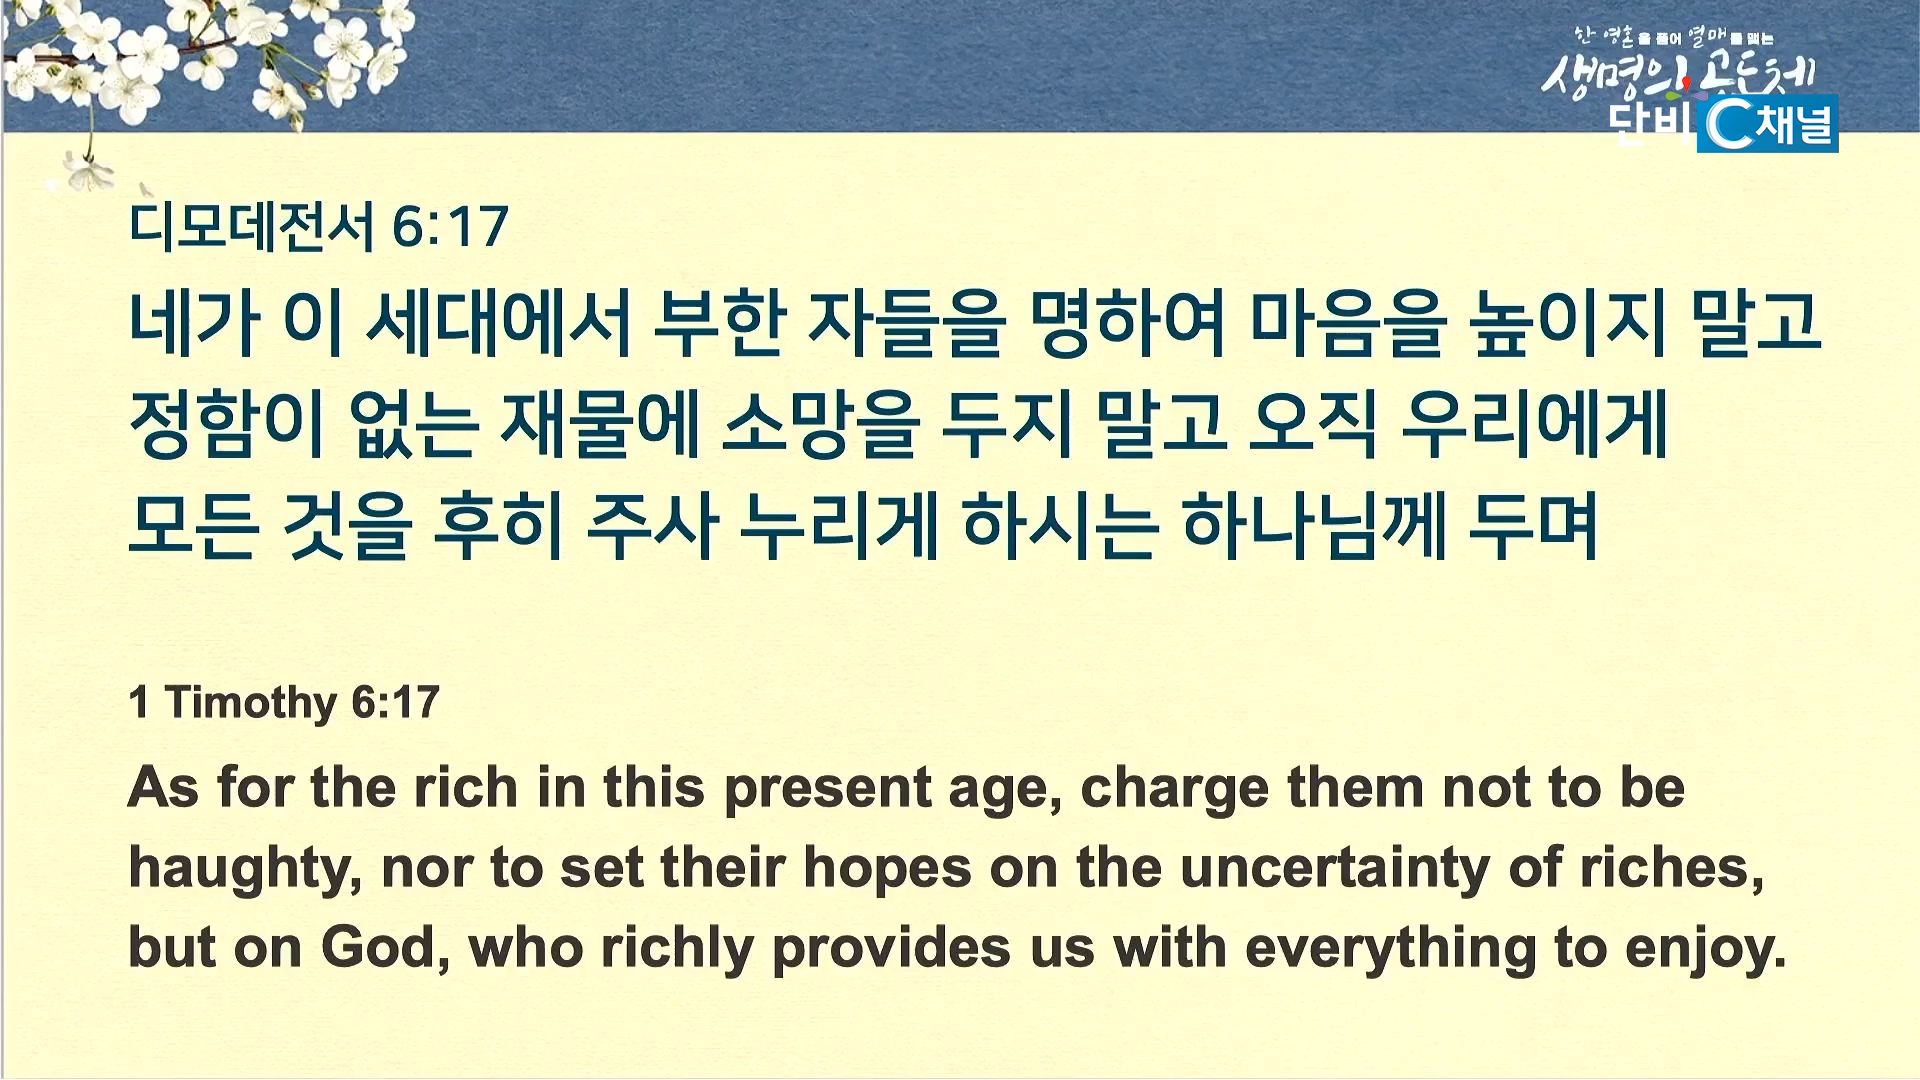 한 영혼을 품어 열매를 맺는
생명의 공동체
단비 C채널
디모데전서 6:17
네가 이 세대에서 부한 자들을 명하여 마음을 높이지 말고
정함이 없는 재물에 소망을 두지 말고 오직 우리에게
모든 것을 후히 주사 누리게 하시는 하나님께 두며
1 Timothy 6:17
As for the rich in this present age, charge them not to be
haughty, nor to set their hopes on the uncertainty of riches,
but on God, who richly provides us with everything to enjoy.